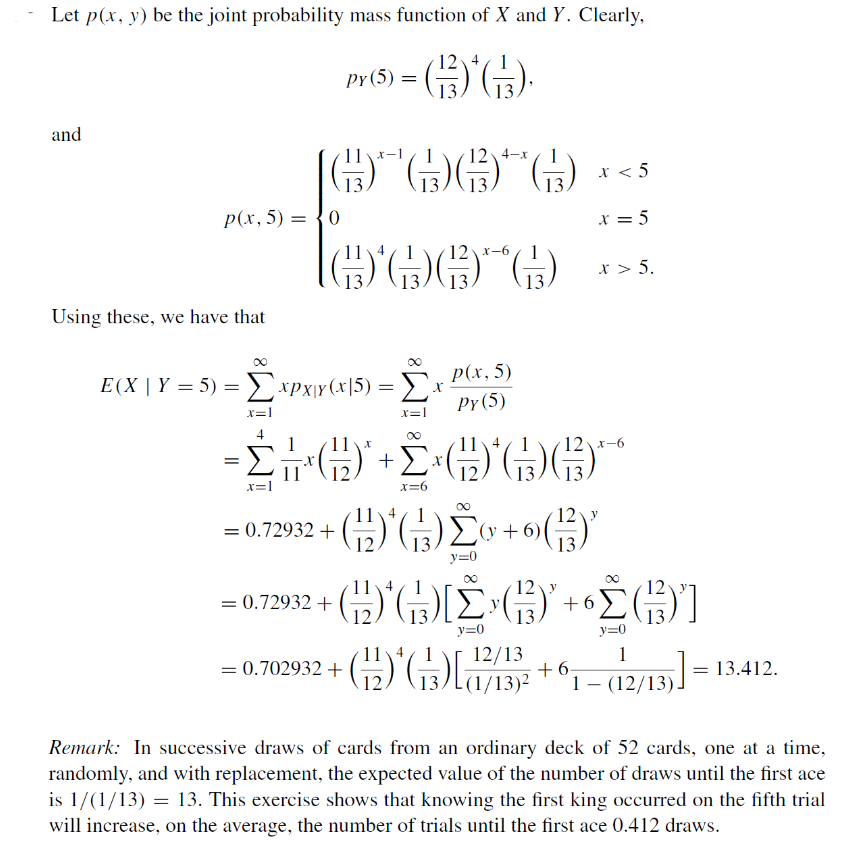 Let p(x, y) be the joint probability mass function of X and Y. Clearly,
p_Y(5) = (12/13)^4 (1/13),
and
p(x, 5) = { (11/13)^{x−1} (1/13) (12/13)^{4−x} (1/13) x < 5
0 x = 5
(11/13)^4 (1/13) (12/13)^{x−6} (1/13) x > 5.
Using these, we have that
E(X | Y = 5) = ∑_{x=1}^{∞} x p_{X|Y}(x|5) = ∑_{x=1}^{∞} x p(x, 5)/p_Y(5)
= ∑_{x=1}^{4} 1/11 x (11/12)^x + ∑_{x=6}^{∞} x (11/12)^4 (1/13) (12/13)^{x−6}
= 0.72932 + (11/12)^4 (1/13) ∑_{y=0}^{∞} (y + 6) (12/13)^y
= 0.72932 + (11/12)^4 (1/13) [ ∑_{y=0}^{∞} y (12/13)^y + 6 ∑_{y=0}^{∞} (12/13)^y ]
= 0.702932 + (11/12)^4 (1/13) [ (12/13)/(1/13)^2 + 6 1/(1 − (12/13)) ] = 13.412.
Remark: In successive draws of cards from an ordinary deck of 52 cards, one at a time,
randomly, and with replacement, the expected value of the number of draws until the first ace
is 1/(1/13) = 13. This exercise shows that knowing the first king occurred on the fifth trial
will increase, on the average, the number of trials until the first ace 0.412 draws.